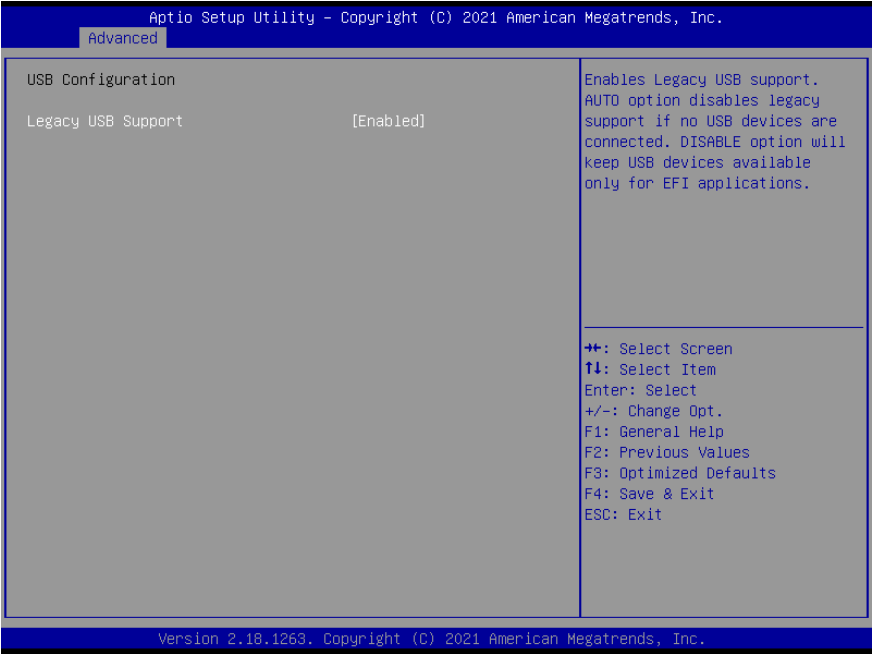 Aptio Setup Utility – Copyright (C) 2021 American Megatrends, Inc.
Advanced
USB Configuration
Legacy USB Support [Enabled]
Enables Legacy USB support.
AUTO option disables legacy
support if no USB devices are
connected. DISABLE option will
keep USB devices available
only for EFI applications.
→←: Select Screen
↑↓: Select Item
Enter: Select
+/-: Change Opt.
F1: General Help
F2: Previous Values
F3: Optimized Defaults
F4: Save & Exit
ESC: Exit
Version 2.18.1263. Copyright (C) 2021 American Megatrends, Inc.